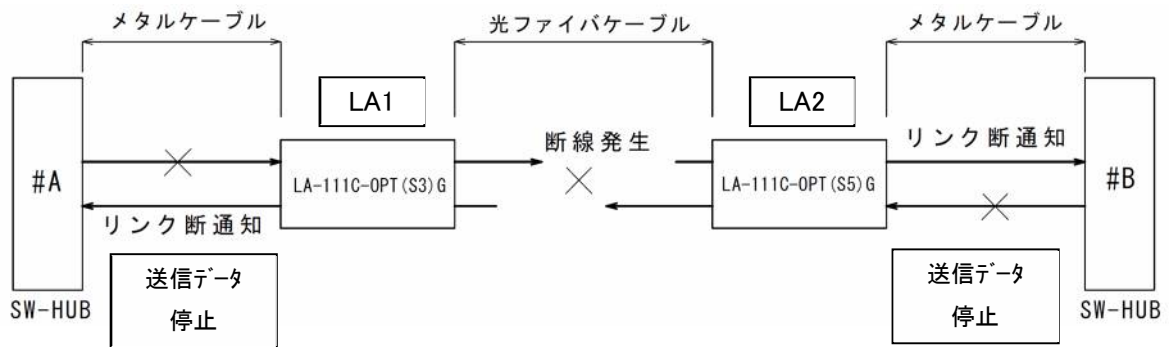 メタルケーブル
光ファイバケーブル
メタルケーブル
LA1
LA2
断線発生
リンク断通知
#A
LA-111C-OPT(S3)G
LA-111C-OPT(S5)G
#B
リンク断通知
送信ﾃﾞｰﾀ
停止
送信ﾃﾞｰﾀ
停止
SW-HUB
SW-HUB